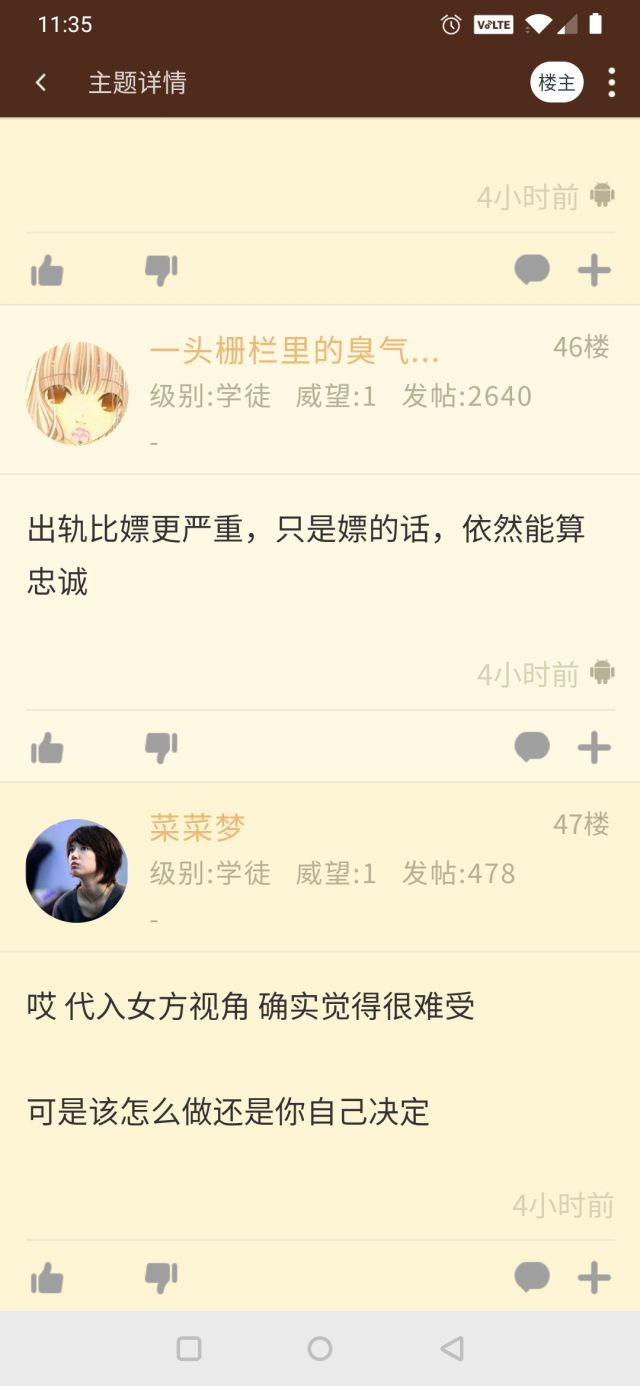 11:35
VoLTE
主题详情
楼主
4小时前
一头栅栏里的臭气...
46楼
级别:学徒 威望:1 发帖:2640
-
出轨比嫖更严重，只是嫖的话，依然能算
忠诚
4小时前
菜菜梦
47楼
级别:学徒 威望:1 发帖:478
-
哎 代入女方视角 确实觉得很难受
可是该怎么做还是你自己决定
4小时前